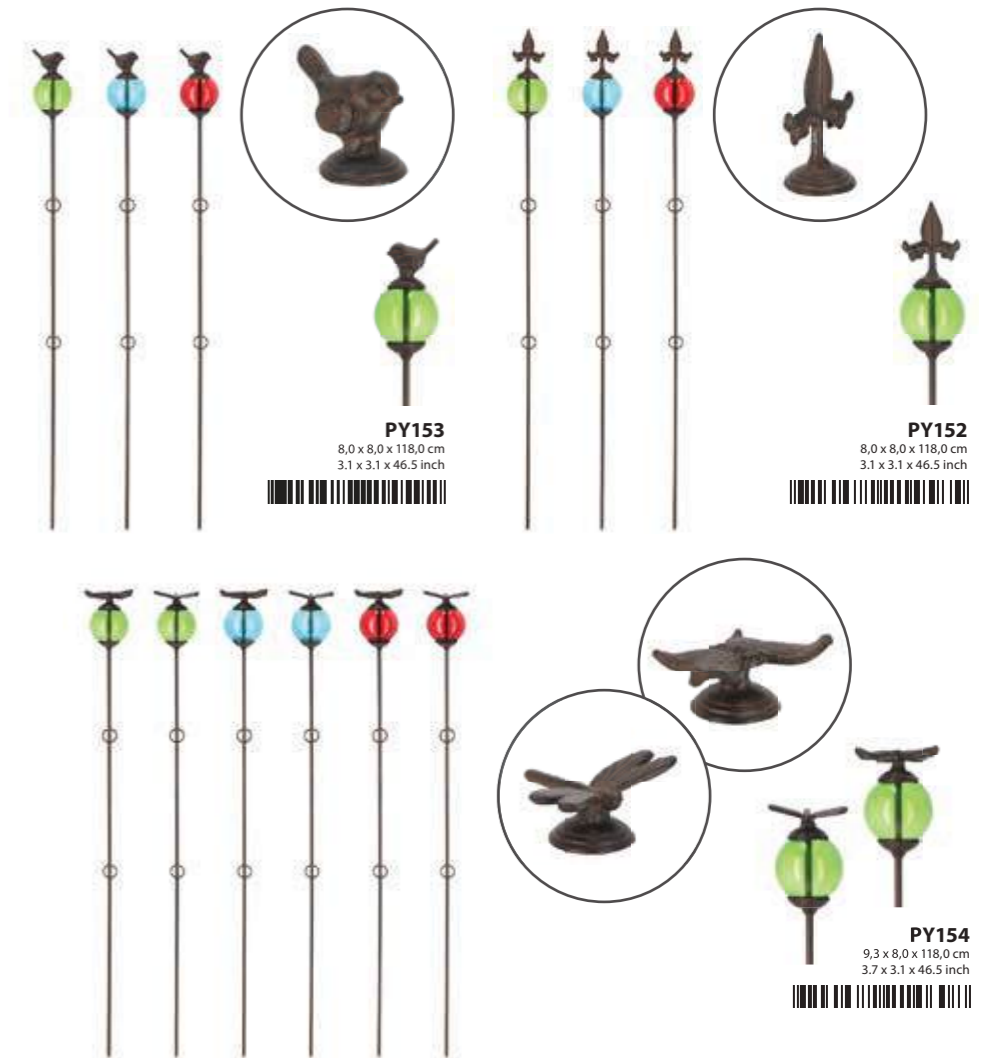 PY153
8,0 x 8,0 x 118,0 cm
3.1 x 3.1 x 46.5 inch
PY152
8,0 x 8,0 x 118,0 cm
3.1 x 3.1 x 46.5 inch
PY154
9,3 x 8,0 x 118,0 cm
3.7 x 3.1 x 46.5 inch